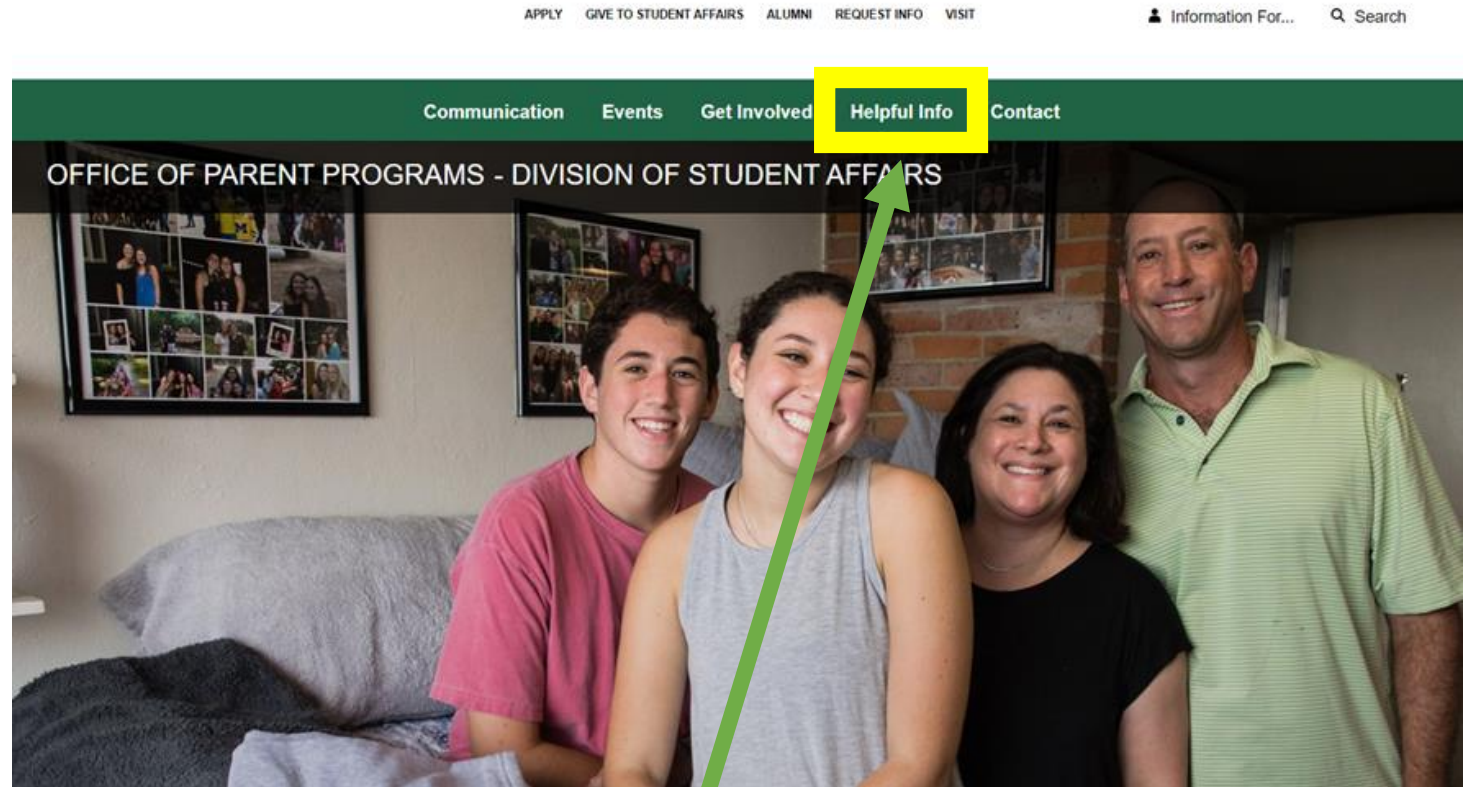 APPLY GIVE TO STUDENT AFFAIRS ALUMNI REQUEST INFO VISIT Information For... Search
Communication Events Get Involved Helpful Info Contact
OFFICE OF PARENT PROGRAMS - DIVISION OF STUDENT AFFAIRS
M